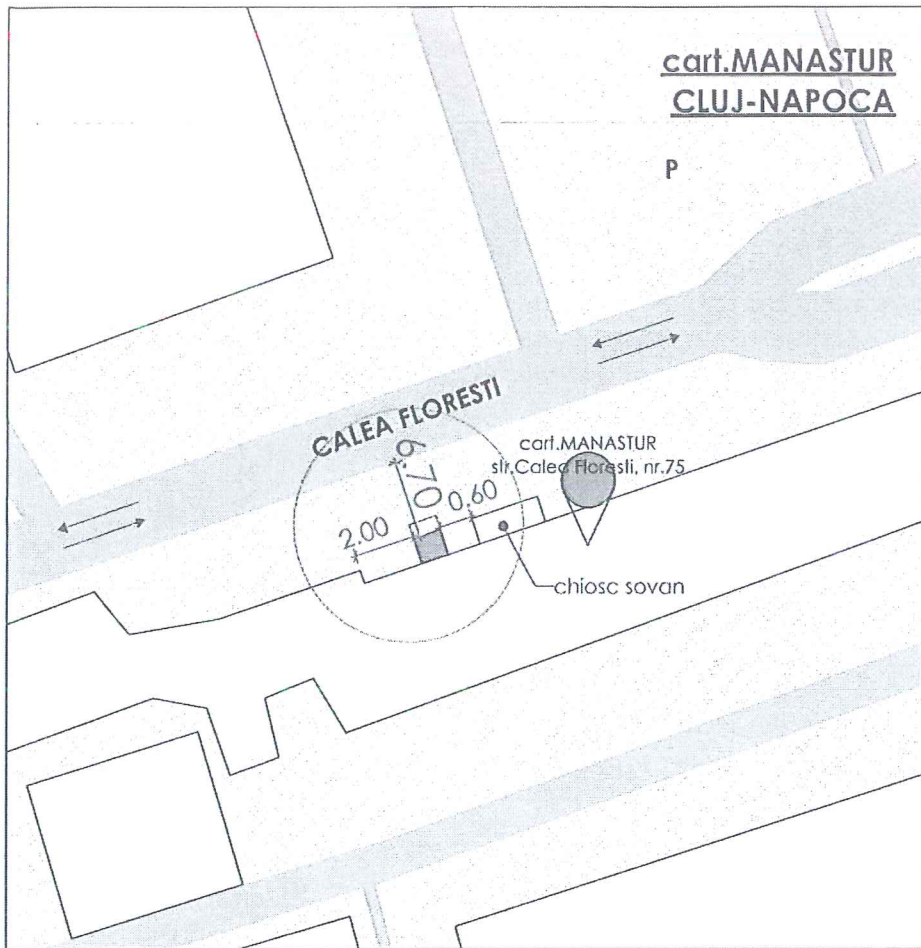 cart.MANASTUR
CLUJ-NAPOCA
P
CALEA FLORESTI
cart.MANASTUR
str.Calea Floresti, nr.75
6.70
0.60
2.00
chiosc sovan